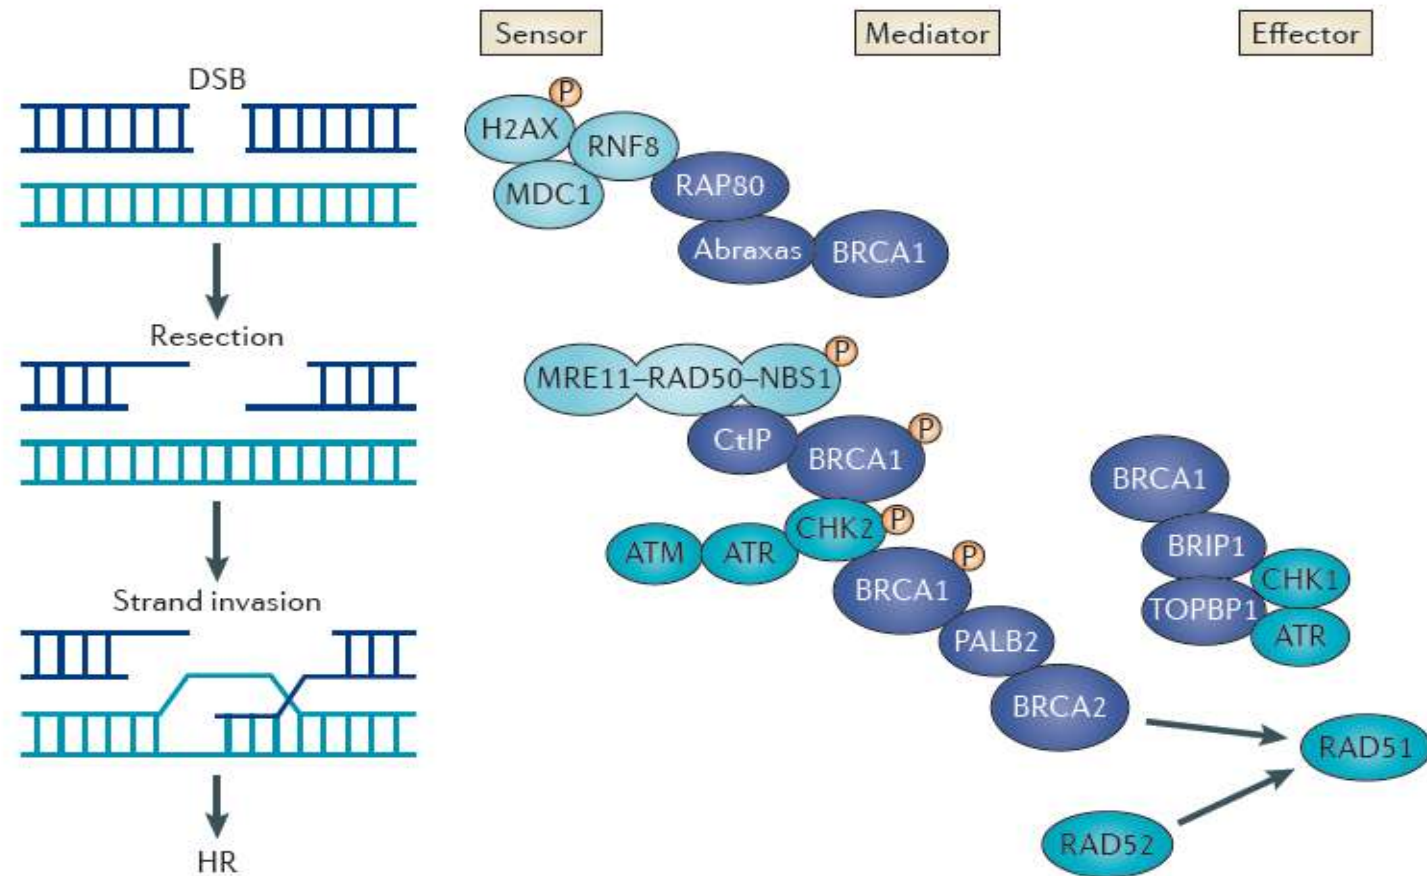 Sensor
Mediator
Effector
DSB
P
H2AX
RNF8
MDC1
RAP80
Abraxas
BRCA1
Resection
P
MRE11–RAD50–NBS1
CtIP
BRCA1
P
ATM
ATR
CHK2
P
BRCA1
P
PALB2
BRCA2
BRCA1
BRIP1
CHK1
TOPBP1
ATR
Strand invasion
RAD51
RAD52
HR